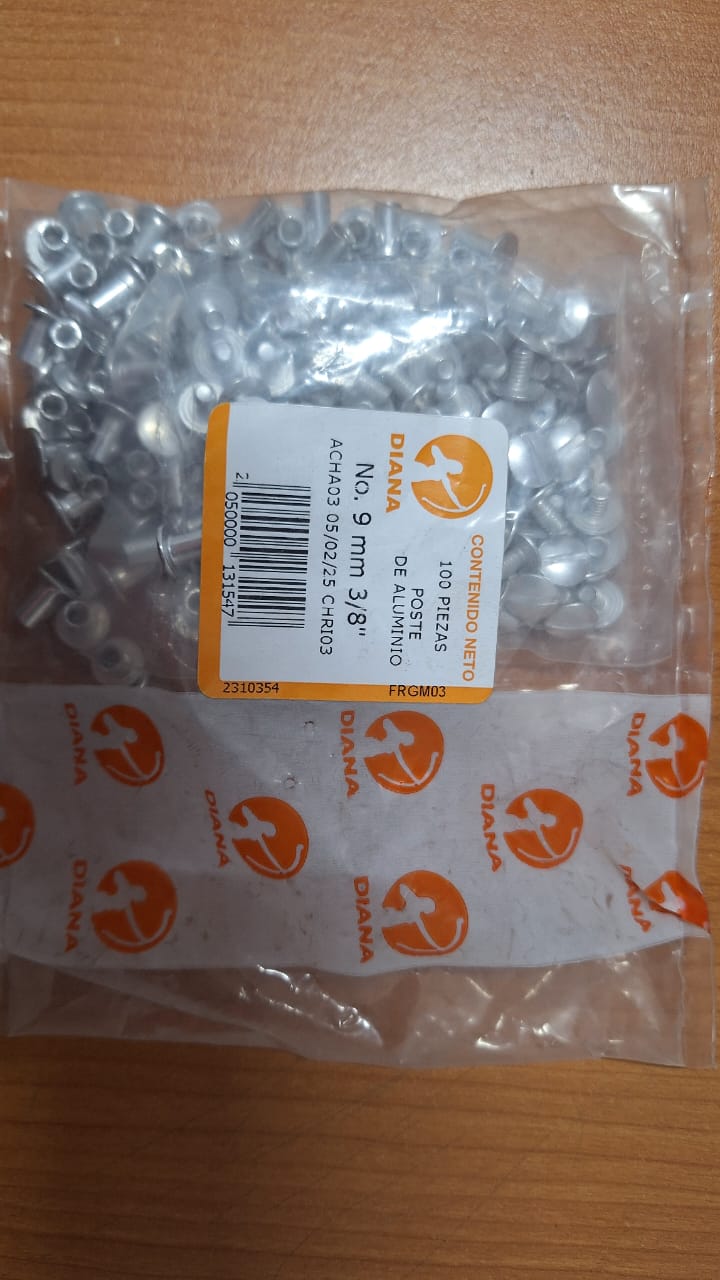 CONTENIDO NETO
100 PIEZAS
POSTE
DE ALUMINIO
DIANA
No. 9 mm 3/8"
ACHA03 05/02/25 CHRI03
2 050000 131547
FRGM03
2310354
DIANA
DIANA
DIANA
DIANA
DIANA
DIANA
DIANA
DIANA